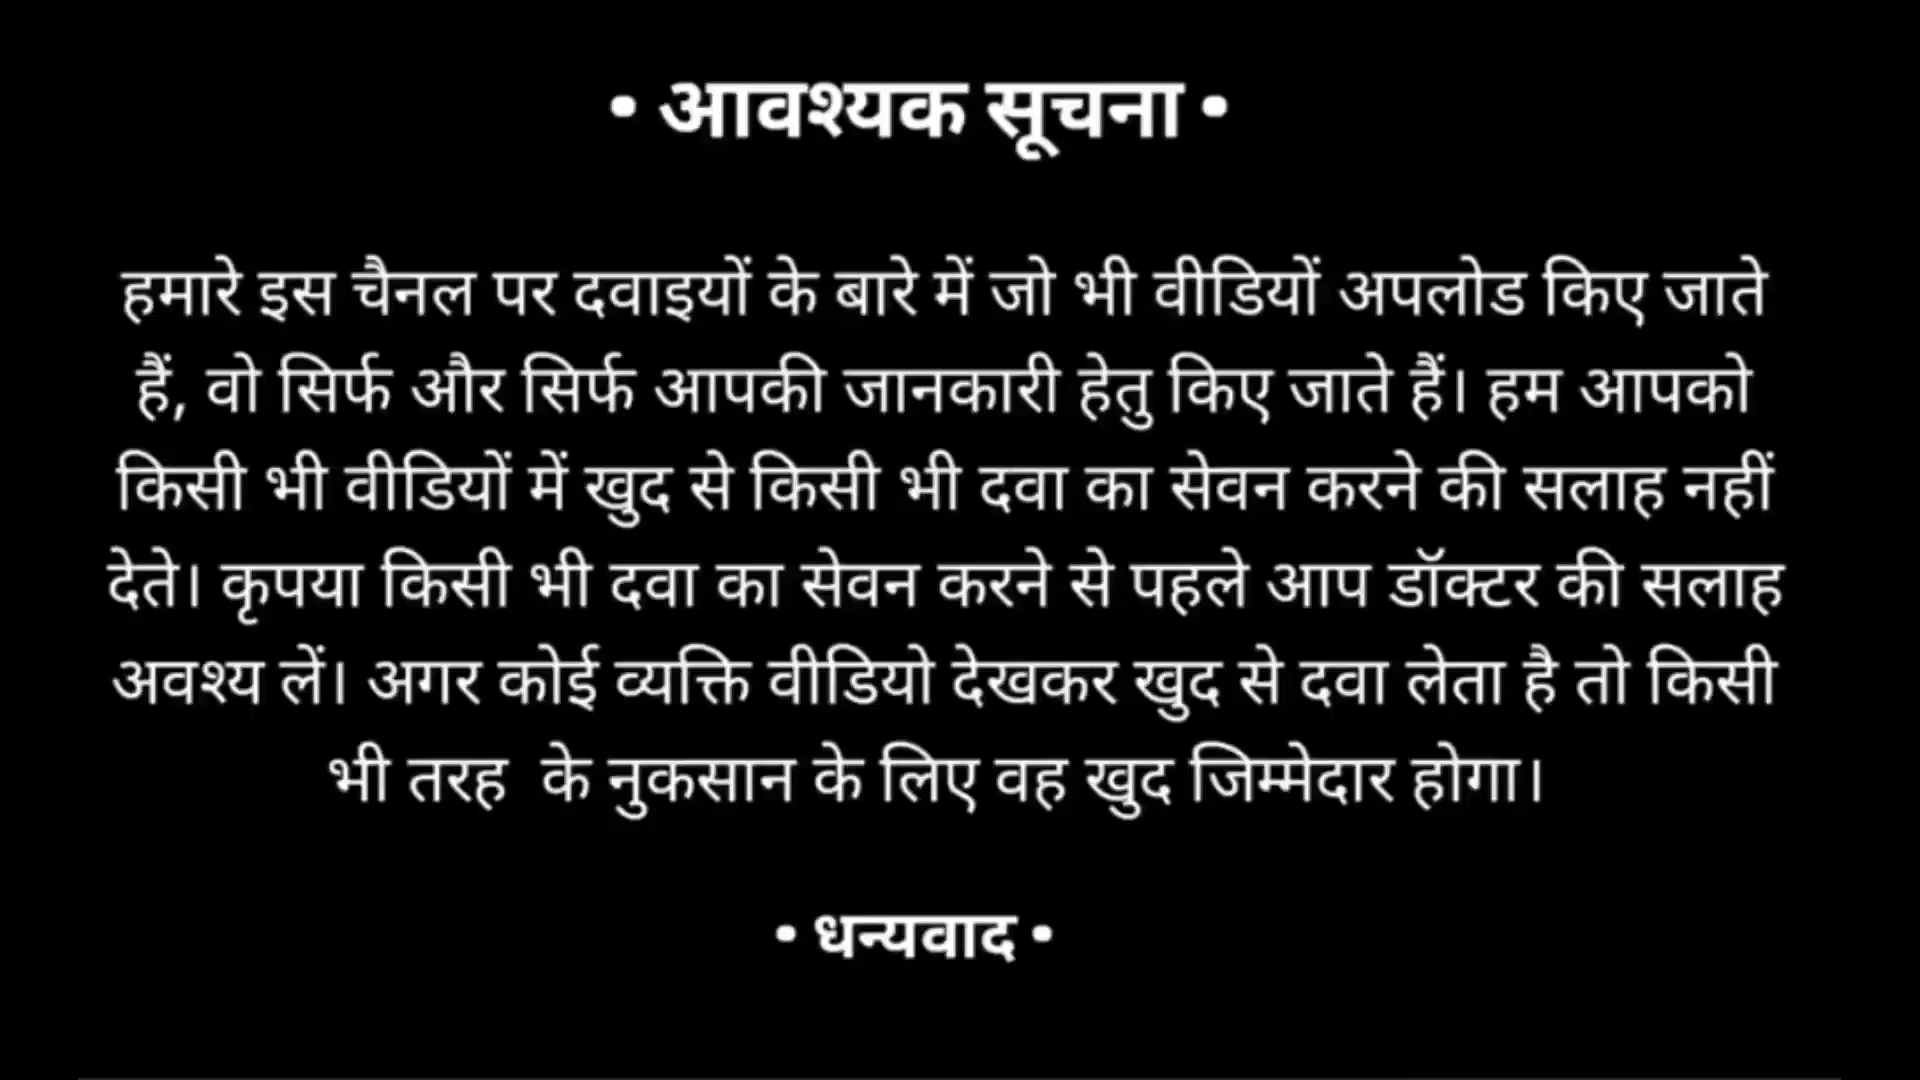 • आवश्यक सूचना •
हमारे इस चैनल पर दवाइयों के बारे में जो भी वीडियों अपलोड किए जाते
हैं, वो सिर्फ और सिर्फ आपकी जानकारी हेतु किए जाते हैं। हम आपको
किसी भी वीडियों में खुद से किसी भी दवा का सेवन करने की सलाह नहीं
देते। कृपया किसी भी दवा का सेवन करने से पहले आप डॉक्टर की सलाह
अवश्य लें। अगर कोई व्यक्ति वीडियो देखकर खुद से दवा लेता है तो किसी
भी तरह  के नुकसान के लिए वह खुद जिम्मेदार होगा।
• धन्यवाद •